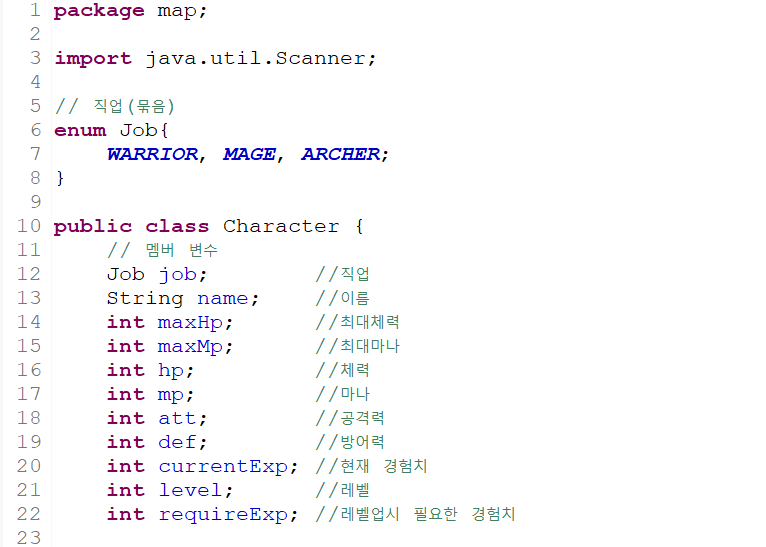 1 package map;
2
3 import java.util.Scanner;
4
5 // 직업(묶음)
6 enum Job{
7     WARRIOR, MAGE, ARCHER;
8 }
9
10 public class Character {
11     // 멤버 변수
12     Job job;        //직업
13     String name;    //이름
14     int maxHp;      //최대체력
15     int maxMp;      //최대마나
16     int hp;         //체력
17     int mp;         //마나
18     int att;        //공격력
19     int def;        //방어력
20     int currentExp; //현재 경험치
21     int level;      //레벨
22     int requireExp; //레벨업시 필요한 경험치
23